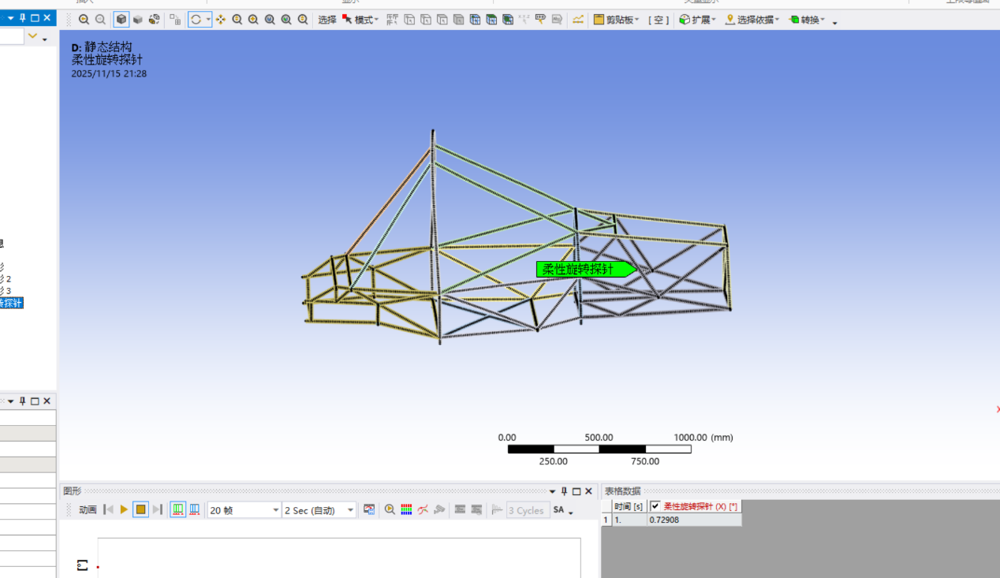 选择
模式
剪贴板
[ 空 ]
扩展
选择依据
转换
D: 静态结构
柔性旋转探针
2025/11/15 21:28
2
3
探针
柔性旋转探针
0.00
500.00
1000.00 (mm)
250.00
750.00
图形
动画
20 帧
2 Sec (自动)
3 Cycles
SA
表格数据
时间 [s]
柔性旋转探针 (X) [°]
1
1.
0.72908
X